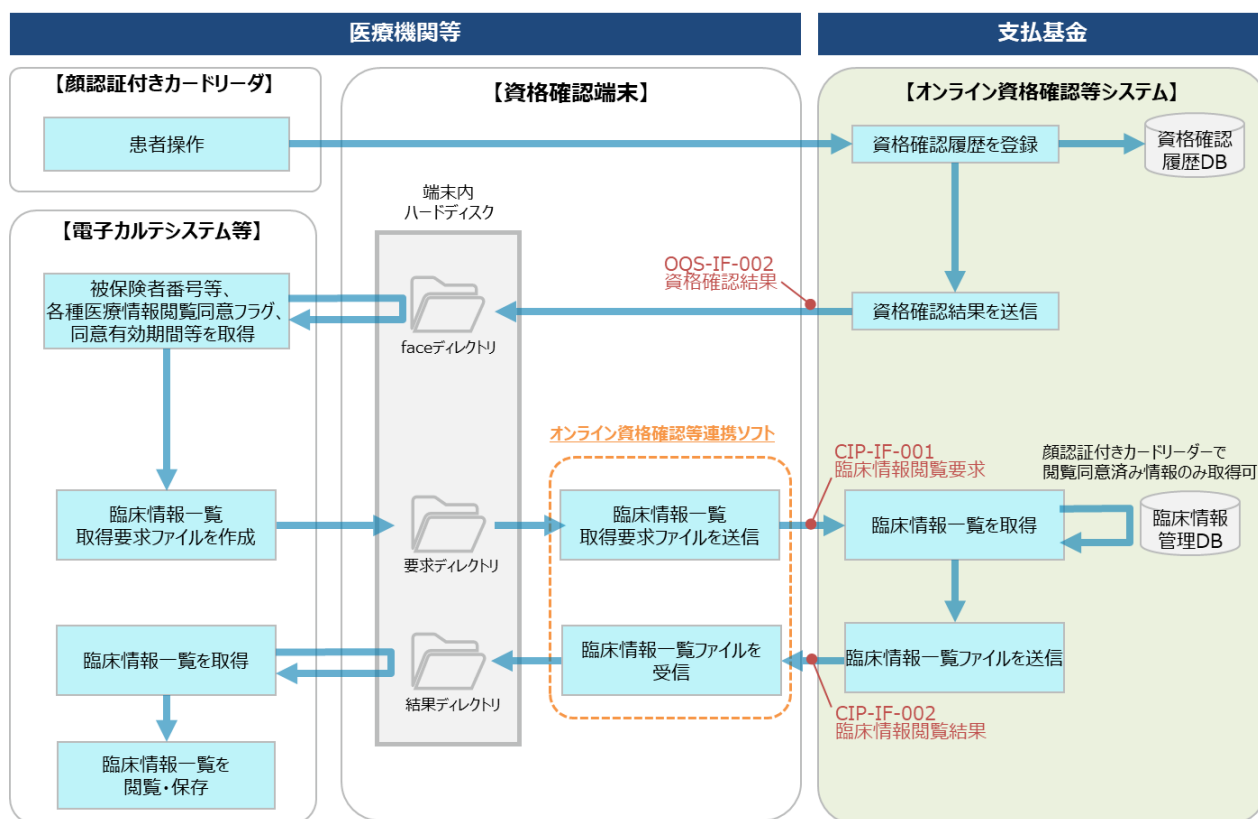 医療機関等
支払基金
【顔認証付きカードリーダ】
患者操作
【資格確認端末】
【オンライン資格確認等システム】
資格確認履歴を登録
資格確認
履歴DB
端末内
ハードディスク
【電子カルテシステム等】
被保険者番号等、
各種医療情報閲覧同意フラグ、
同意有効期間等を取得
faceディレクトリ
OQS-IF-002
資格確認結果
資格確認結果を送信
オンライン資格確認等連携ソフト
CIP-IF-001
臨床情報閲覧要求
顔認証付きカードリーダーで
閲覧同意済み情報のみ取得可
臨床情報一覧
取得要求ファイルを作成
要求ディレクトリ
臨床情報一覧
取得要求ファイルを送信
臨床情報一覧を取得
臨床情報
管理DB
臨床情報一覧を取得
結果ディレクトリ
臨床情報一覧ファイルを
受信
臨床情報一覧ファイルを送信
CIP-IF-002
臨床情報閲覧結果
臨床情報一覧を
閲覧・保存